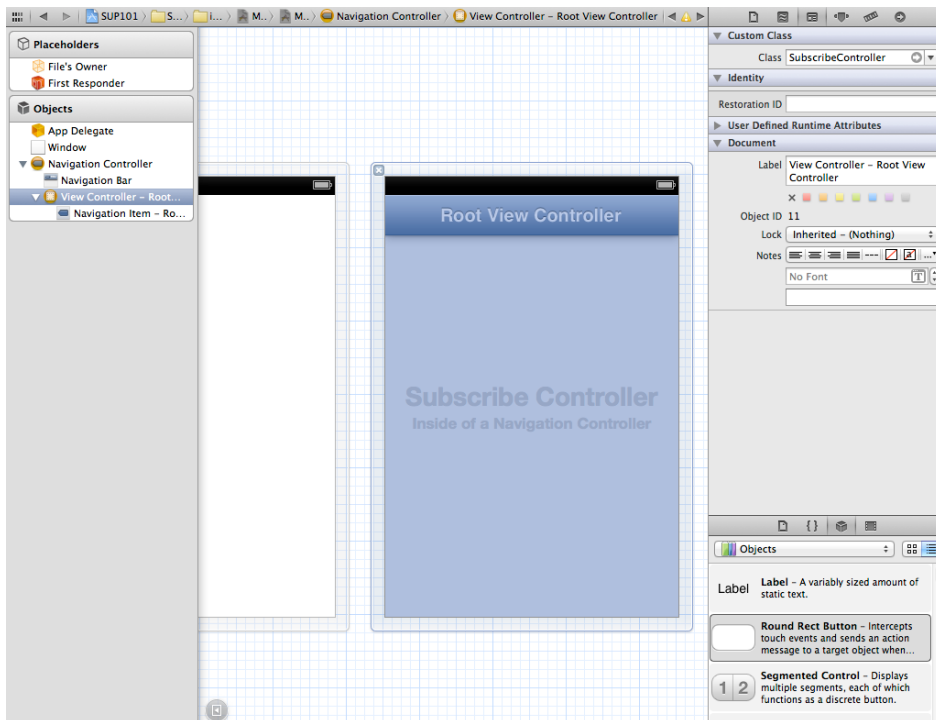 SUP101 S... i... M.. M.. Navigation Controller View Controller – Root View Controller
Placeholders
File's Owner
First Responder
Objects
App Delegate
Window
Navigation Controller
Navigation Bar
View Controller – Root...
Navigation Item – Ro...
Root View Controller
Subscribe Controller
Inside of a Navigation Controller
Custom Class
Class SubscribeController
Identity
Restoration ID
User Defined Runtime Attributes
Document
Label View Controller – Root View
Controller
Object ID 11
Lock Inherited – (Nothing)
Notes
No Font
Objects
Label Label – A variably sized amount of
static text.
Round Rect Button – Intercepts
touch events and sends an action
message to a target object when...
1 2 Segmented Control – Displays
multiple segments, each of which
functions as a discrete button.